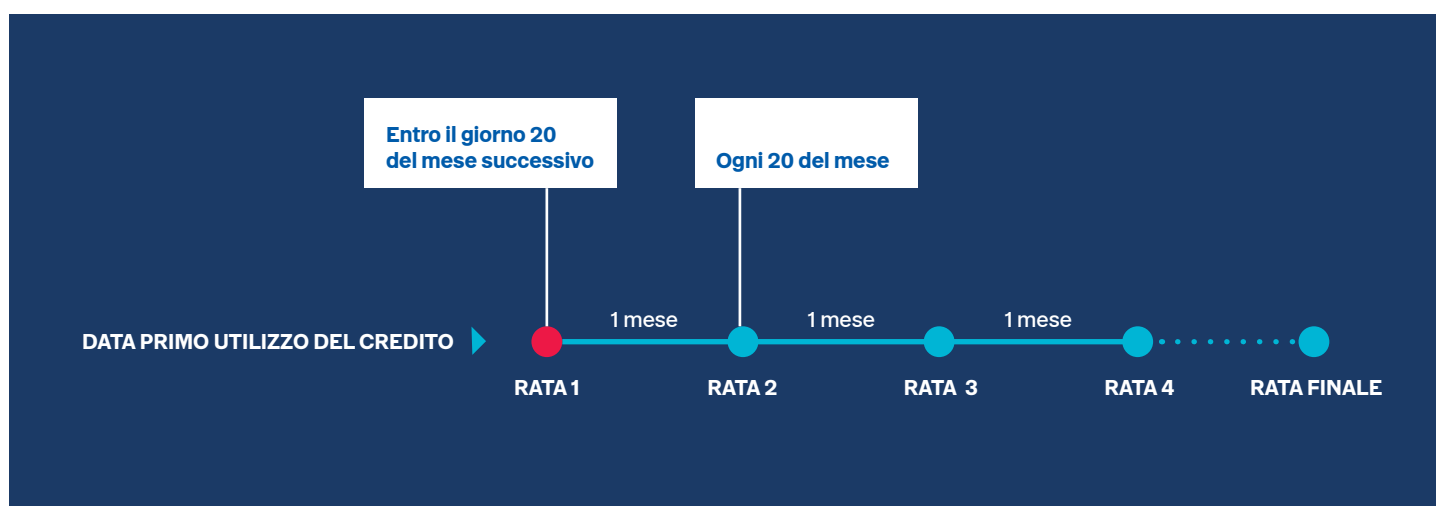 Entro il giorno 20
del mese successivo
Ogni 20 del mese
DATA PRIMO UTILIZZO DEL CREDITO
1 mese
1 mese
1 mese
RATA 1
RATA 2
RATA 3
RATA 4
RATA FINALE